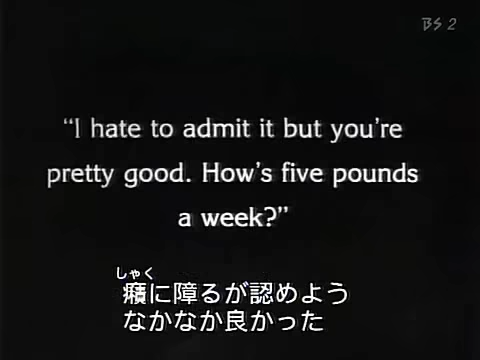 BS 2
“I hate to admit it but you’re
pretty good. How’s five pounds
a week?”
しゃく
癪に障るが認めよう
なかなか良かった